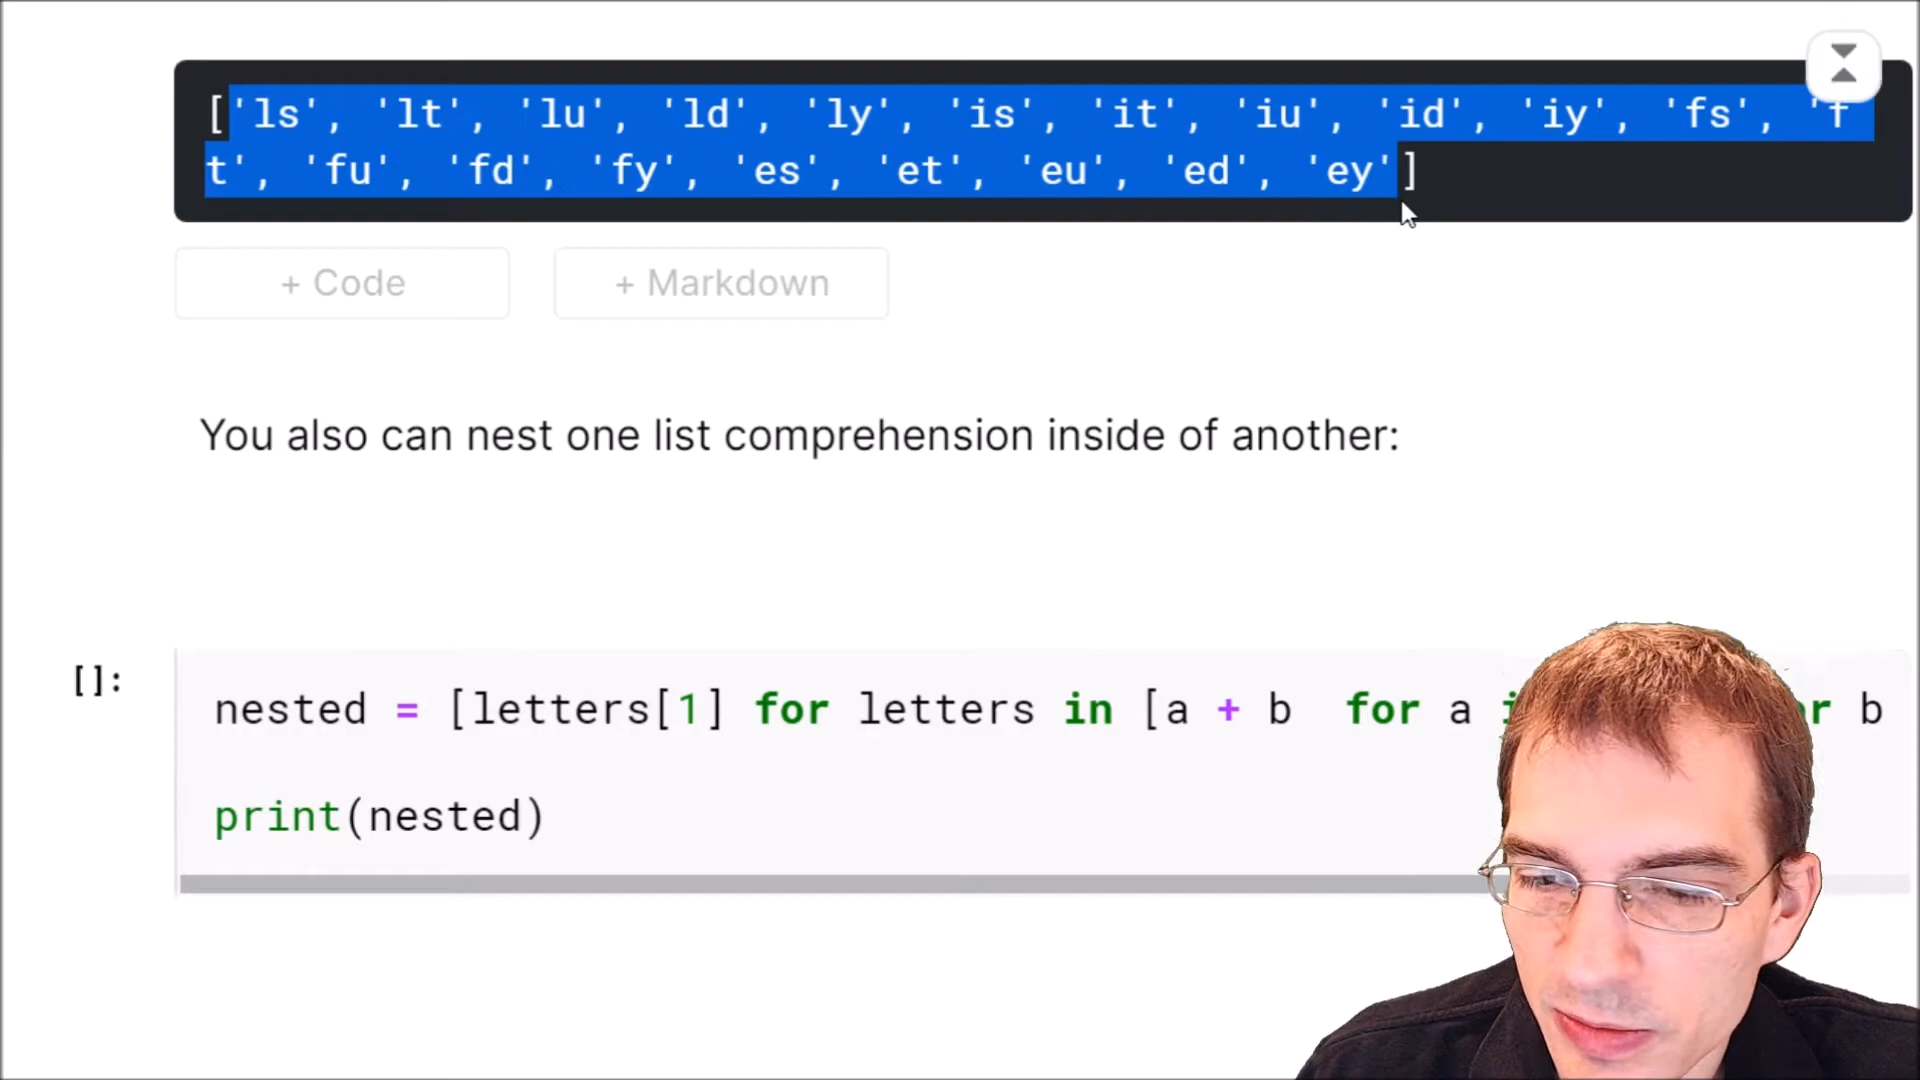 ['ls', 'lt', 'lu', 'ld', 'ly', 'is', 'it', 'iu', 'id', 'iy', 'fs', 'f
t', 'fu', 'fd', 'fy', 'es', 'et', 'eu', 'ed', 'ey']
+ Code
+ Markdown
You also can nest one list comprehension inside of another:
[]:
nested = [letters[1] for letters in [a + b  for a b
print(nested)